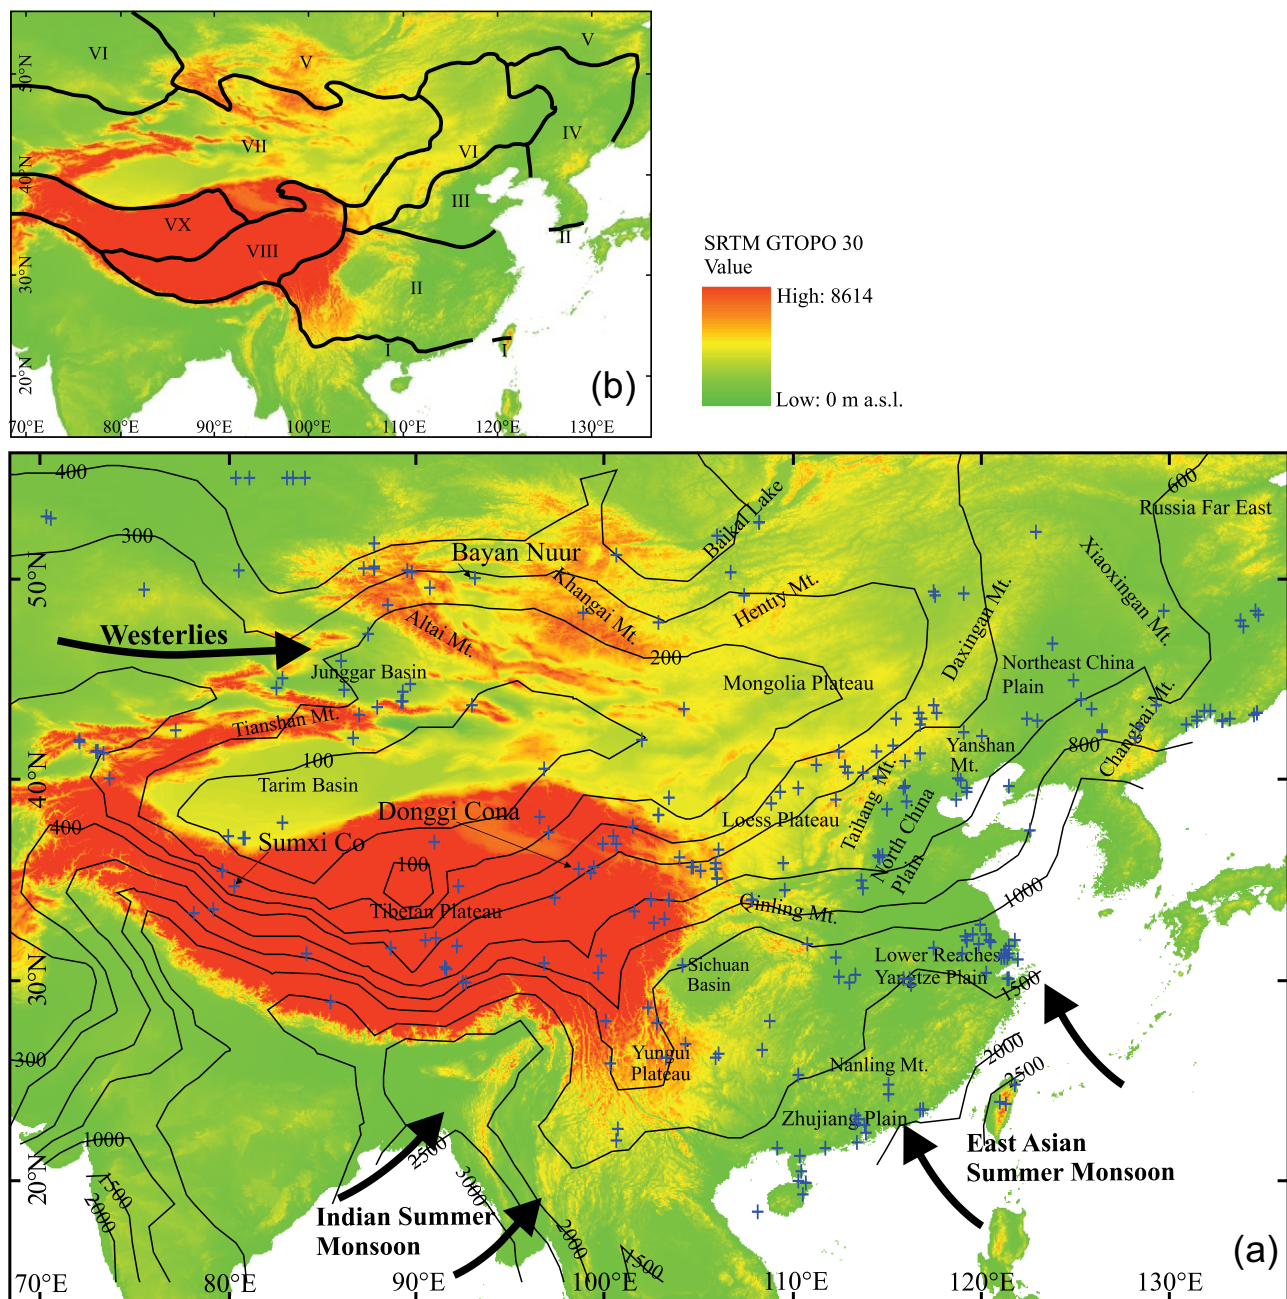 VI
V
V
50°N
IV
VII
VI
40°N
III
VX
VIII
II
30°N
II
I
I
20°N
(b)
70°E
80°E
90°E
100°E
110°E
120°E
130°E
SRTM GTOPO 30
Value
High: 8614
Low: 0 m a.s.l.
400
600
Russia Far East
300
Baikal Lake
Bayan Nuur
Xiaoxingan Mt.
50°N
Khangai Mt.
Hentiy Mt.
Daxingan Mt.
Altai Mt.
Westerlies
200
Junggar Basin
Northeast China
Plain
Mongolia Plateau
Tianshan Mt.
Changbai Mt.
Yanshan
Mt.
800
100
Tarim Basin
40°N
Taihang Mt.
Donggi Cona
Loess Plateau
North China
Plain
400
Sumxi Co
100
1000
Tibetan Plateau
Qinling Mt.
Lower Reaches
Yangtze Plain
Sichuan
Basin
30°N
1500
2000
300
Yungui
Plateau
Nanling Mt.
2500
Zhujiang Plain
1000
2500
East Asian
Summer Monsoon
20°N
1500
2000
3000
Indian Summer
Monsoon
2000
1500
(a)
70°E
80°E
90°E
100°E
110°E
120°E
130°E